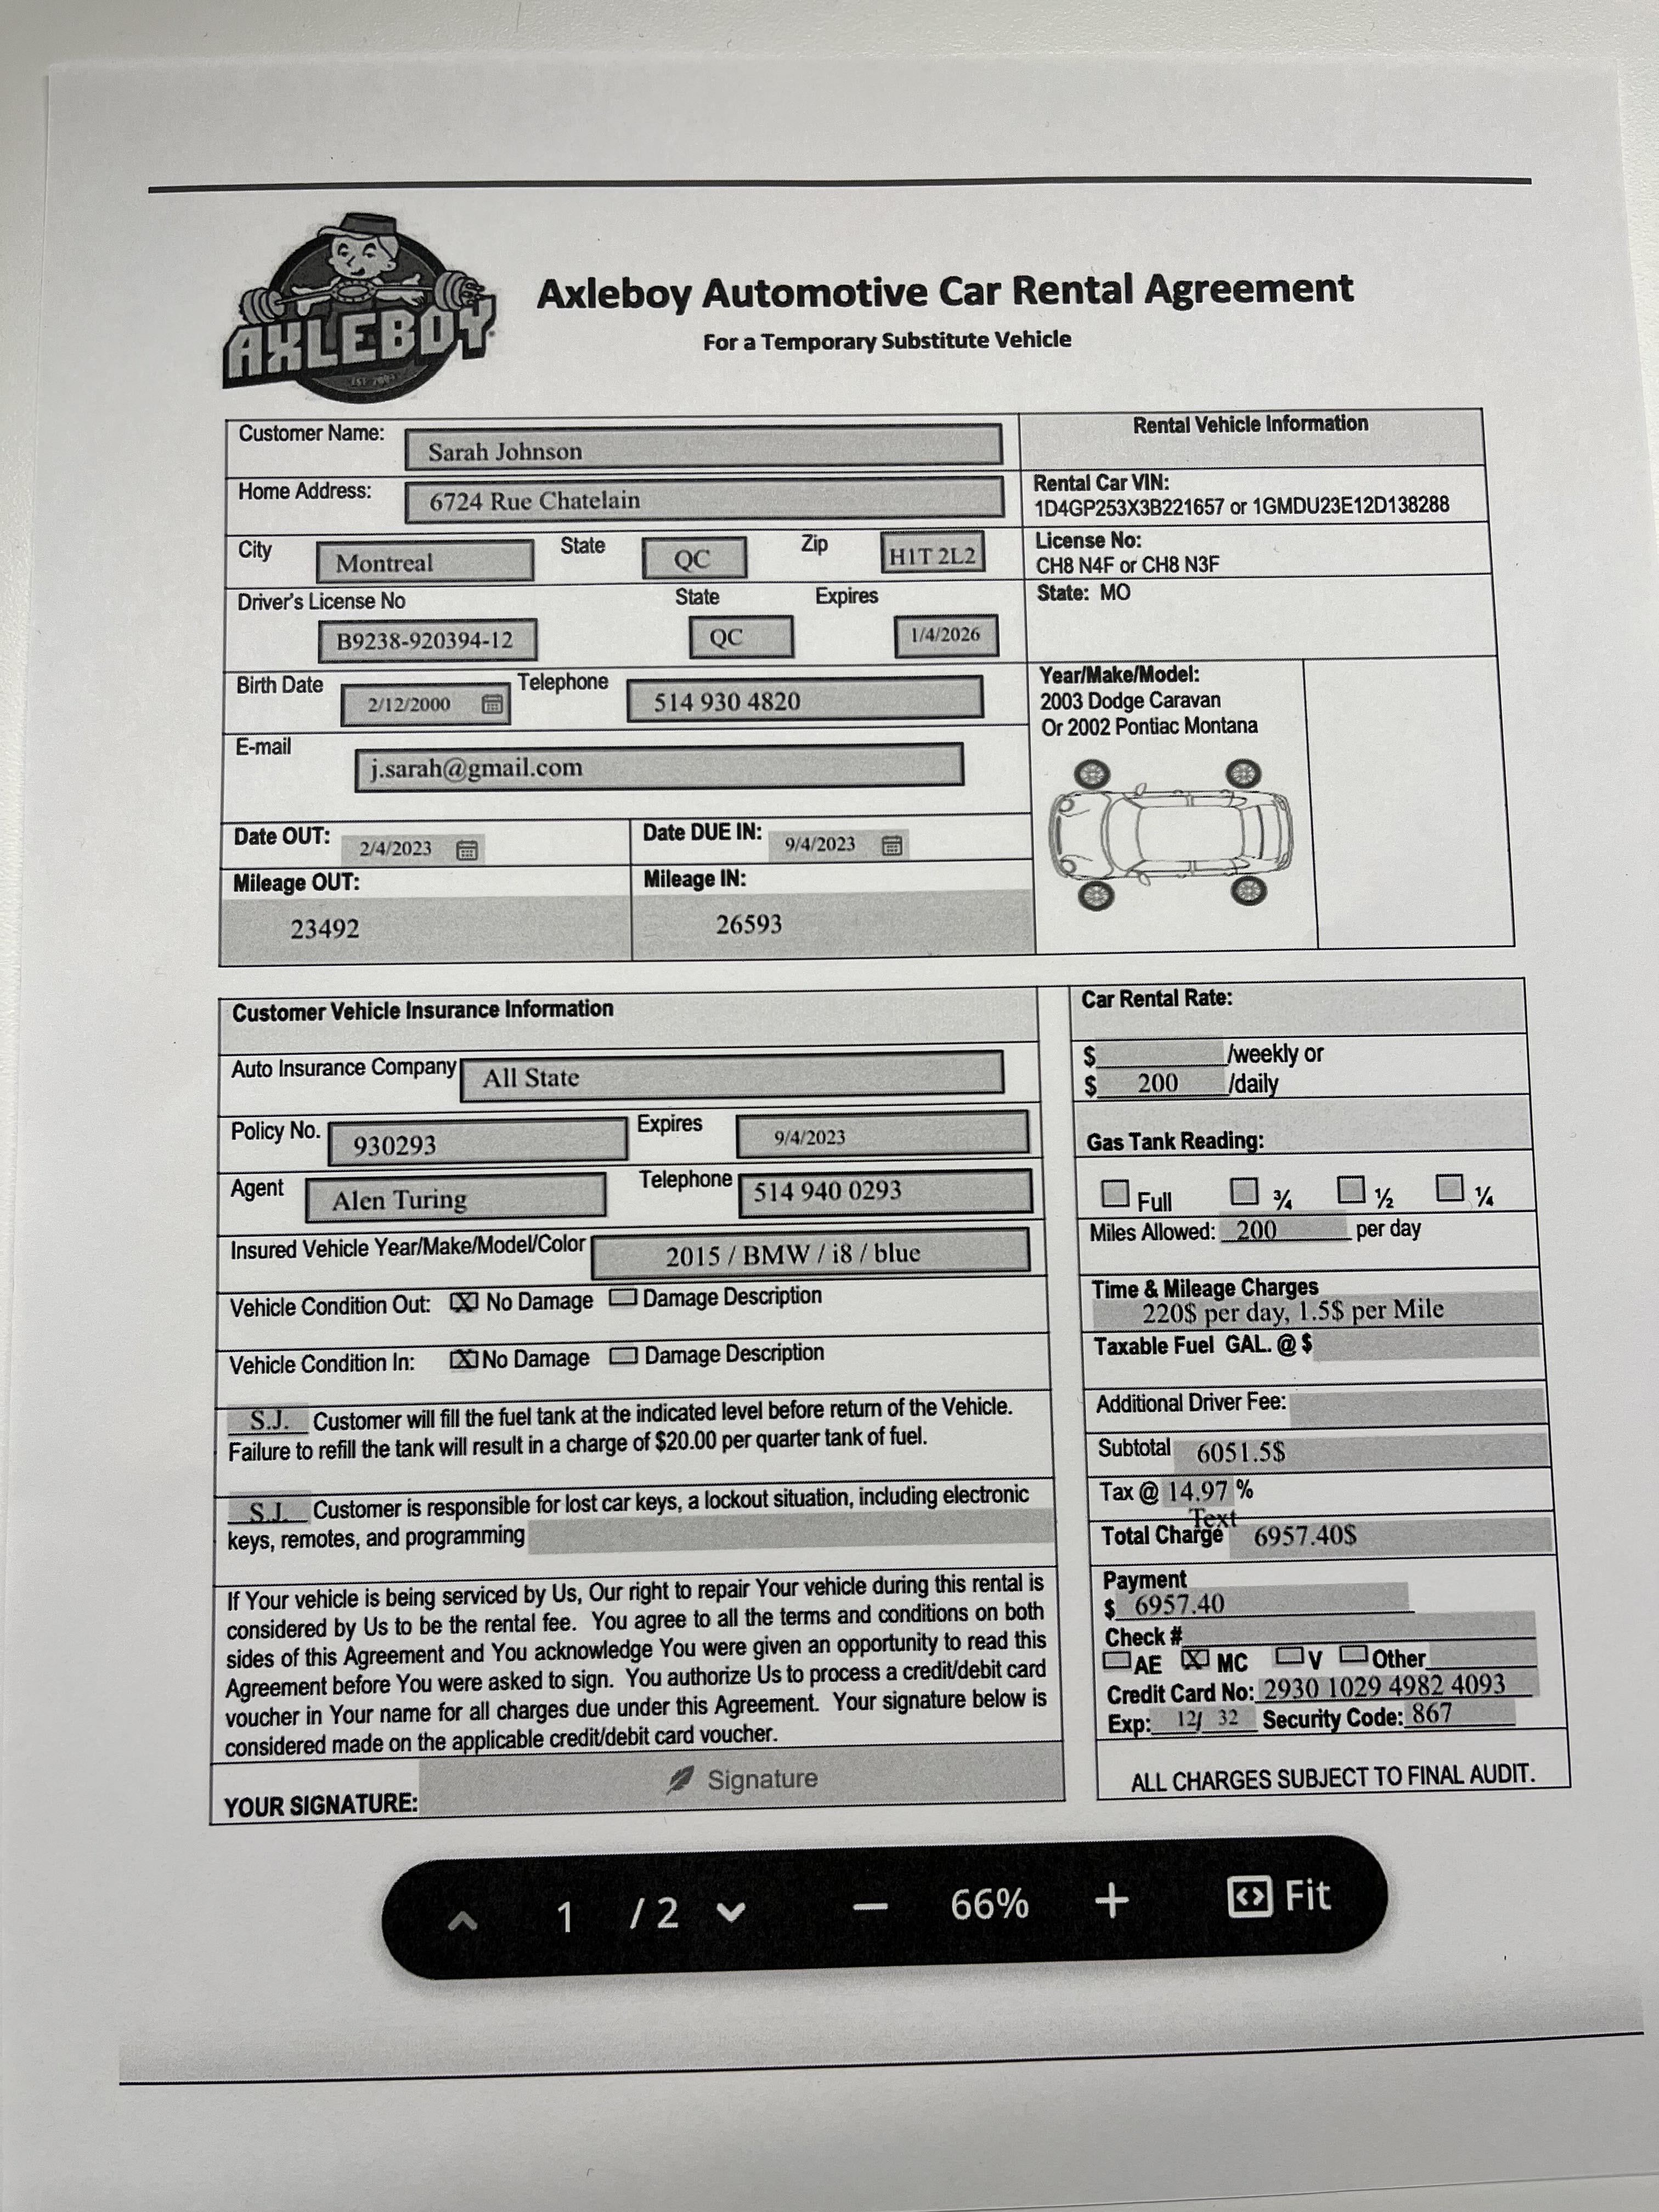 AXLEBOY
Axleboy Automotive Car Rental Agreement
For a Temporary Substitute Vehicle
Customer Name: Sarah Johnson
Home Address: 6724 Rue Chatelain
City Montreal State QC Zip H1T 2L2
Driver's License No State Expires
B9238-920394-12 QC 1/4/2026
Birth Date 2/12/2000 Telephone 514 930 4820
E-mail j.sarah@gmail.com
Date OUT: 2/4/2023 Date DUE IN: 9/4/2023
Mileage OUT: Mileage IN:
23492 26593
Rental Vehicle Information
Rental Car VIN:
1D4GP253X3B221657 or 1GMDU23E12D138288
License No:
CH8 N4F or CH8 N3F
State: MO
Year/Make/Model:
2003 Dodge Caravan
Or 2002 Pontiac Montana
Customer Vehicle Insurance Information
Auto Insurance Company All State
Policy No. 930293 Expires 9/4/2023
Agent Alen Turing Telephone 514 940 0293
Insured Vehicle Year/Make/Model/Color 2015 / BMW / i8 / blue
Vehicle Condition Out: X No Damage Damage Description
Vehicle Condition In: X No Damage Damage Description
S.J. Customer will fill the fuel tank at the indicated level before return of the Vehicle.
Failure to refill the tank will result in a charge of $20.00 per quarter tank of fuel.
S.J. Customer is responsible for lost car keys, a lockout situation, including electronic
keys, remotes, and programming
If Your vehicle is being serviced by Us, Our right to repair Your vehicle during this rental is
considered by Us to be the rental fee. You agree to all the terms and conditions on both
sides of this Agreement and You acknowledge You were given an opportunity to read this
Agreement before You were asked to sign. You authorize Us to process a credit/debit card
voucher in Your name for all charges due under this Agreement. Your signature below is
considered made on the applicable credit/debit card voucher.
YOUR SIGNATURE: Signature
Car Rental Rate:
$ /weekly or
$ 200 /daily
Gas Tank Reading:
Full ¾ ½ ¼
Miles Allowed: 200 per day
Time & Mileage Charges
220$ per day, 1.5$ per Mile
Taxable Fuel GAL. @ $
Additional Driver Fee:
Subtotal 6051.5$
Tax @ 14.97 %
Text
Total Charge 6957.40$
Payment
$ 6957.40
Check #
AE X MC V Other
Credit Card No: 2930 1029 4982 4093
Exp: 12/ 32 Security Code: 867
ALL CHARGES SUBJECT TO FINAL AUDIT.
1 / 2 66% Fit